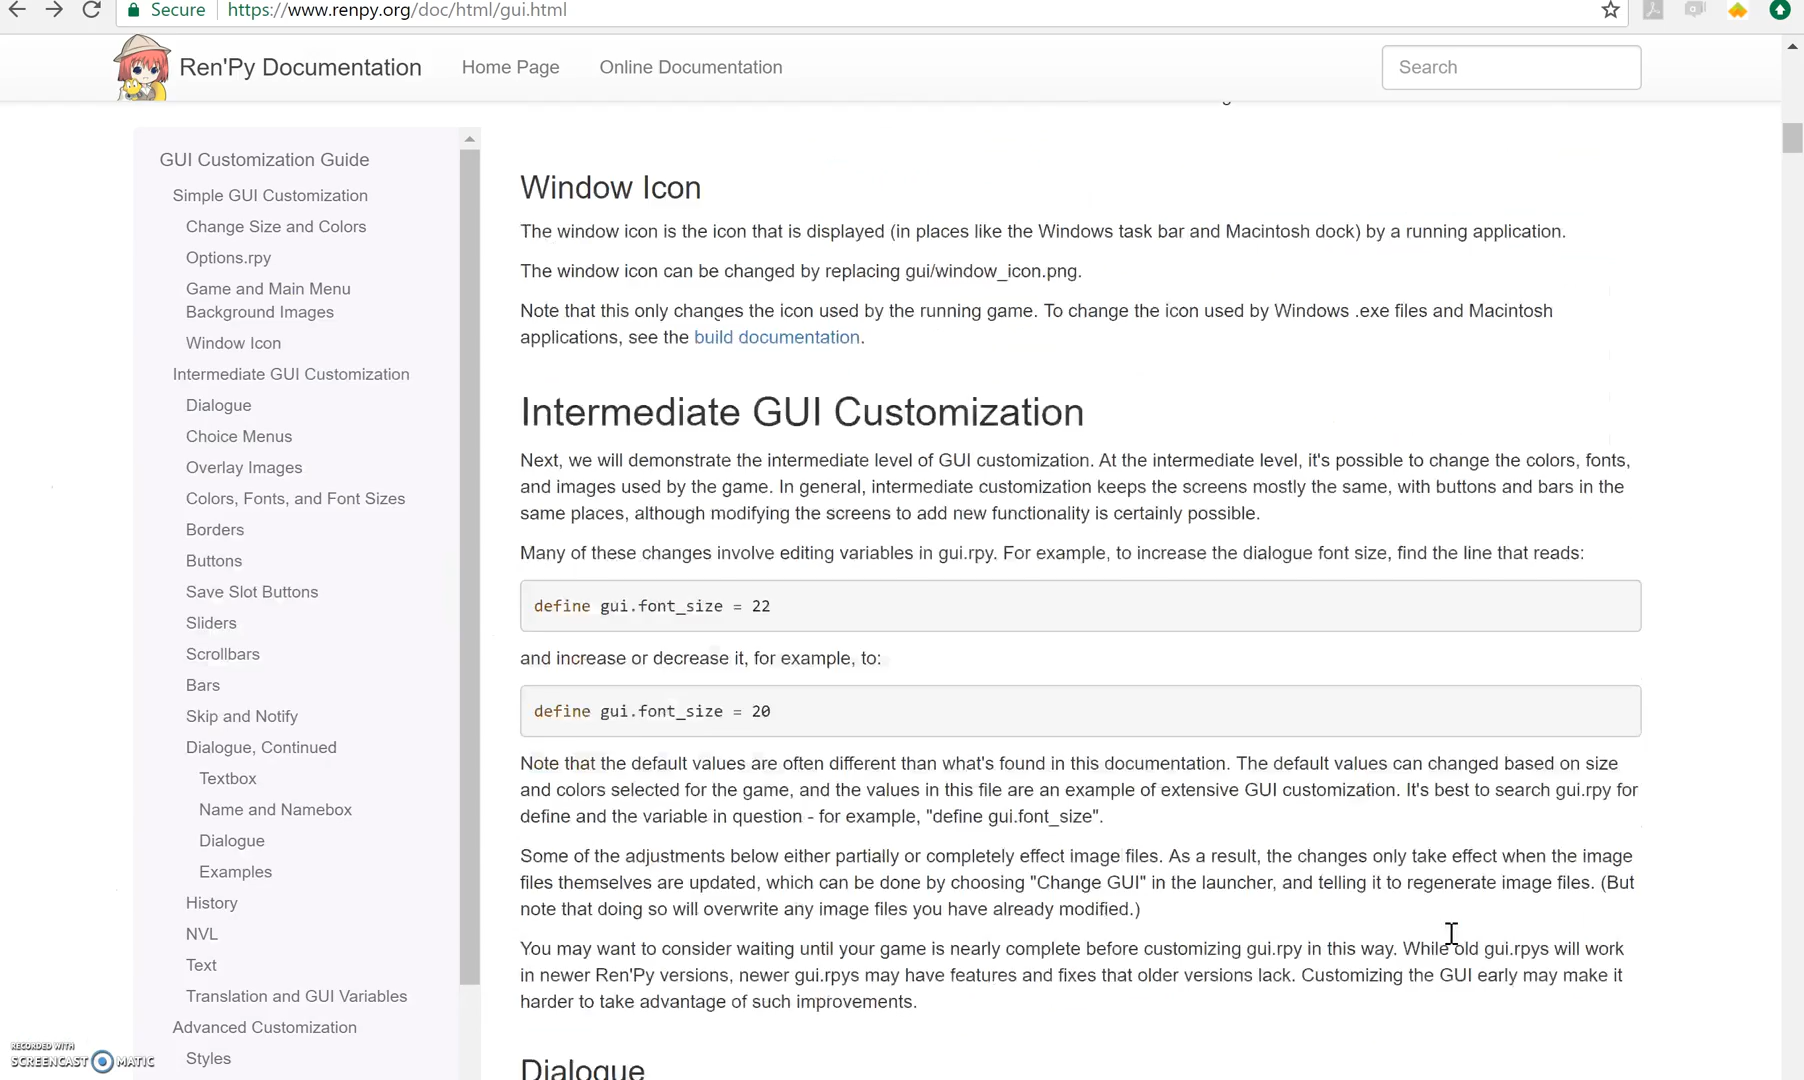 Secure https://www.renpy.org/doc/html/gui.html
Ren'Py Documentation Home Page Online Documentation Search
GUI Customization Guide
Simple GUI Customization
Change Size and Colors
Options.rpy
Game and Main Menu
Background Images
Window Icon
Intermediate GUI Customization
Dialogue
Choice Menus
Overlay Images
Colors, Fonts, and Font Sizes
Borders
Buttons
Save Slot Buttons
Sliders
Scrollbars
Bars
Skip and Notify
Dialogue, Continued
Textbox
Name and Namebox
Dialogue
Examples
History
NVL
Text
Translation and GUI Variables
Advanced Customization
Styles
Window Icon
The window icon is the icon that is displayed (in places like the Windows task bar and Macintosh dock) by a running application.
The window icon can be changed by replacing gui/window_icon.png.
Note that this only changes the icon used by the running game. To change the icon used by Windows .exe files and Macintosh
applications, see the build documentation.
Intermediate GUI Customization
Next, we will demonstrate the intermediate level of GUI customization. At the intermediate level, it's possible to change the colors, fonts,
and images used by the game. In general, intermediate customization keeps the screens mostly the same, with buttons and bars in the
same places, although modifying the screens to add new functionality is certainly possible.
Many of these changes involve editing variables in gui.rpy. For example, to increase the dialogue font size, find the line that reads:
define gui.font_size = 22
and increase or decrease it, for example, to:
define gui.font_size = 20
Note that the default values are often different than what's found in this documentation. The default values can changed based on size
and colors selected for the game, and the values in this file are an example of extensive GUI customization. It's best to search gui.rpy for
define and the variable in question - for example, "define gui.font_size".
Some of the adjustments below either partially or completely effect image files. As a result, the changes only take effect when the image
files themselves are updated, which can be done by choosing "Change GUI" in the launcher, and telling it to regenerate image files. (But
note that doing so will overwrite any image files you have already modified.)
You may want to consider waiting until your game is nearly complete before customizing gui.rpy in this way. While old gui.rpys will work
in newer Ren'Py versions, newer gui.rpys may have features and fixes that older versions lack. Customizing the GUI early may make it
harder to take advantage of such improvements.
Dialogue
RECORDED WITH
SCREENCAST MATIC